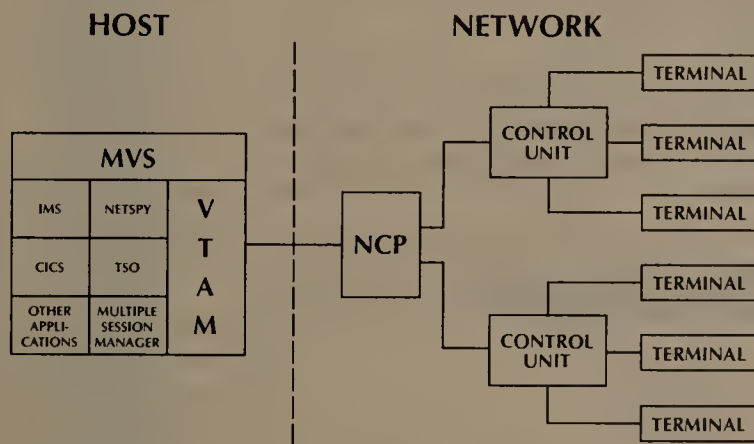 HOST
NETWORK
MVS
IMS
NETSPY
CICS
TSO
OTHER
APPLI-
CATIONS
MULTIPLE
SESSION
MANAGER
V
T
A
M
NCP
CONTROL
UNIT
TERMINAL
TERMINAL
TERMINAL
CONTROL
UNIT
TERMINAL
TERMINAL
TERMINAL